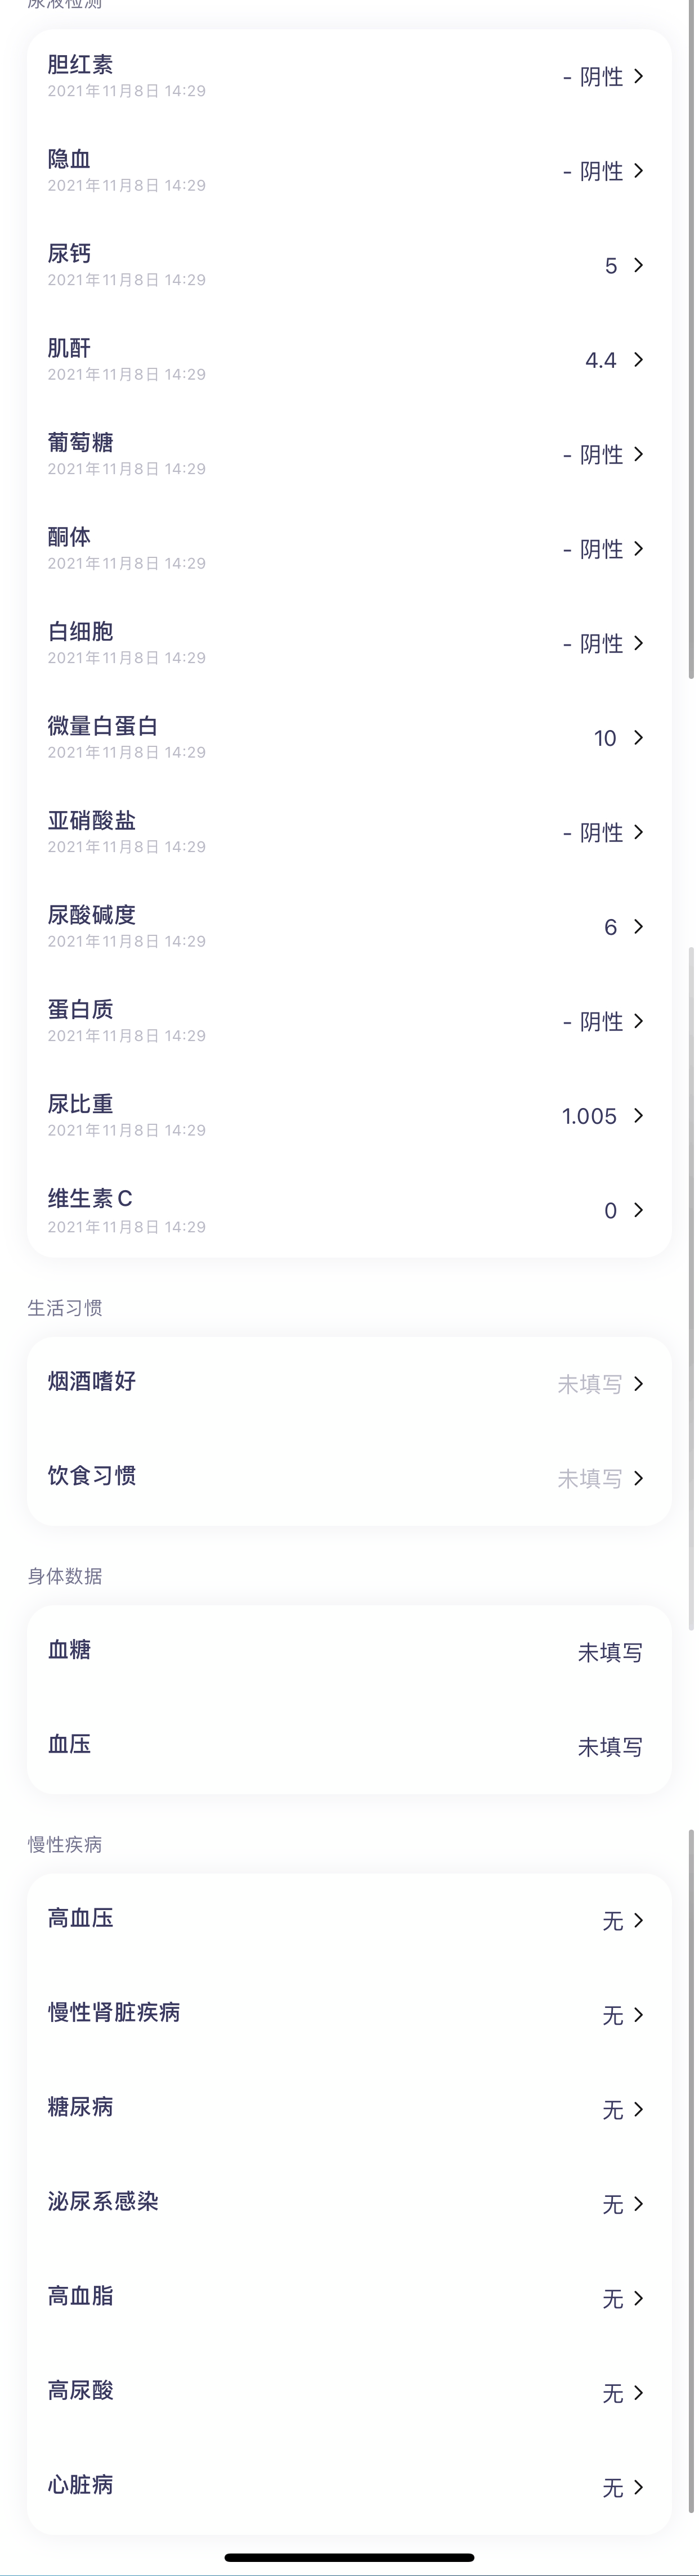 尿液检测
胆红素
- 阴性
2021年11月8日 14:29
隐血
- 阴性
2021年11月8日 14:29
尿钙
5
2021年11月8日 14:29
肌酐
4.4
2021年11月8日 14:29
葡萄糖
- 阴性
2021年11月8日 14:29
酮体
- 阴性
2021年11月8日 14:29
白细胞
- 阴性
2021年11月8日 14:29
微量白蛋白
10
2021年11月8日 14:29
亚硝酸盐
- 阴性
2021年11月8日 14:29
尿酸碱度
6
2021年11月8日 14:29
蛋白质
- 阴性
2021年11月8日 14:29
尿比重
1.005
2021年11月8日 14:29
维生素 C
0
2021年11月8日 14:29
生活习惯
烟酒嗜好
未填写
饮食习惯
未填写
身体数据
血糖
未填写
血压
未填写
慢性疾病
高血压
无
慢性肾脏疾病
无
糖尿病
无
泌尿系感染
无
高血脂
无
高尿酸
无
心脏病
无